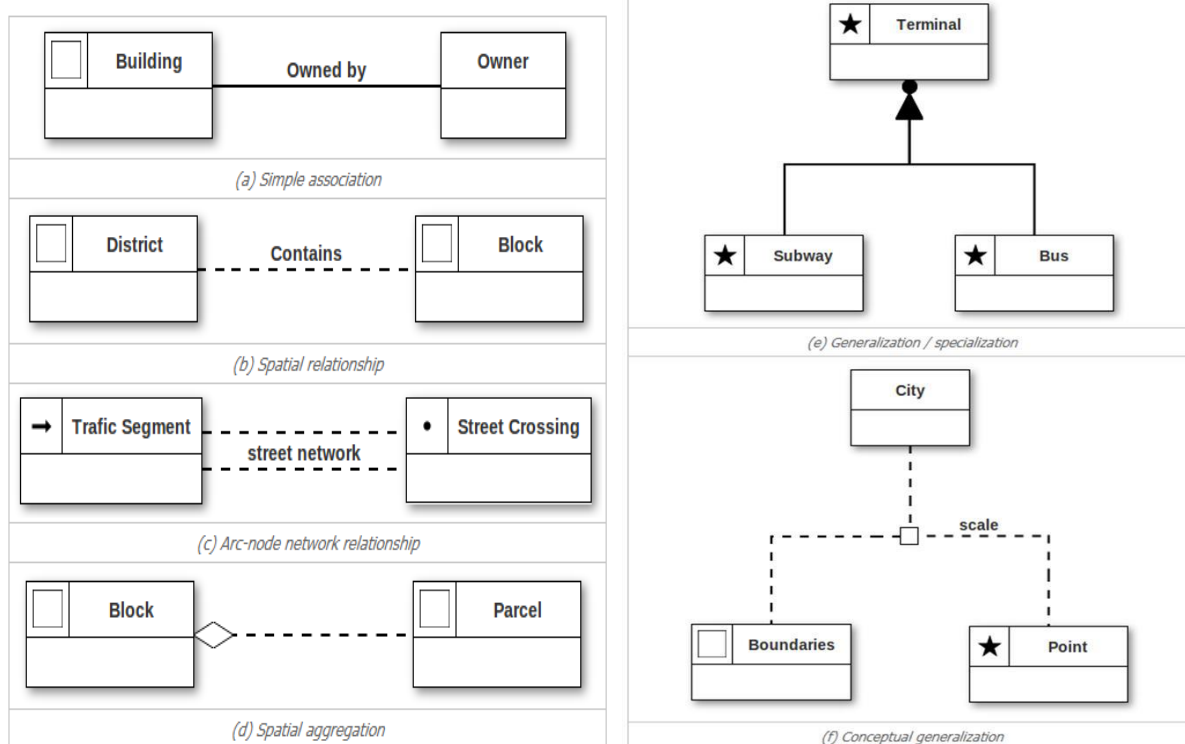 Building
Owned by
Owner
(a) Simple association
District
Contains
Block
(b) Spatial relationship
Trafic Segment
street network
Street Crossing
(c) Arc-node network relationship
Block
Parcel
(d) Spatial aggregation
Terminal
Subway
Bus
(e) Generalization / specialization
City
scale
Boundaries
Point
(f) Conceptual generalization